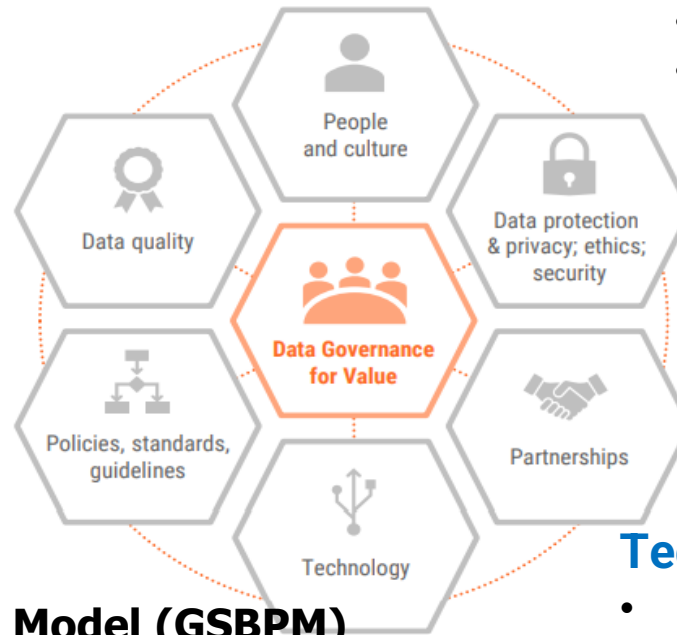 People
and culture
Data quality
Data protection
& privacy; ethics;
security
Data Governance
for Value
Policies, standards,
guidelines
Partnerships
Technology
Model (GSBPM)